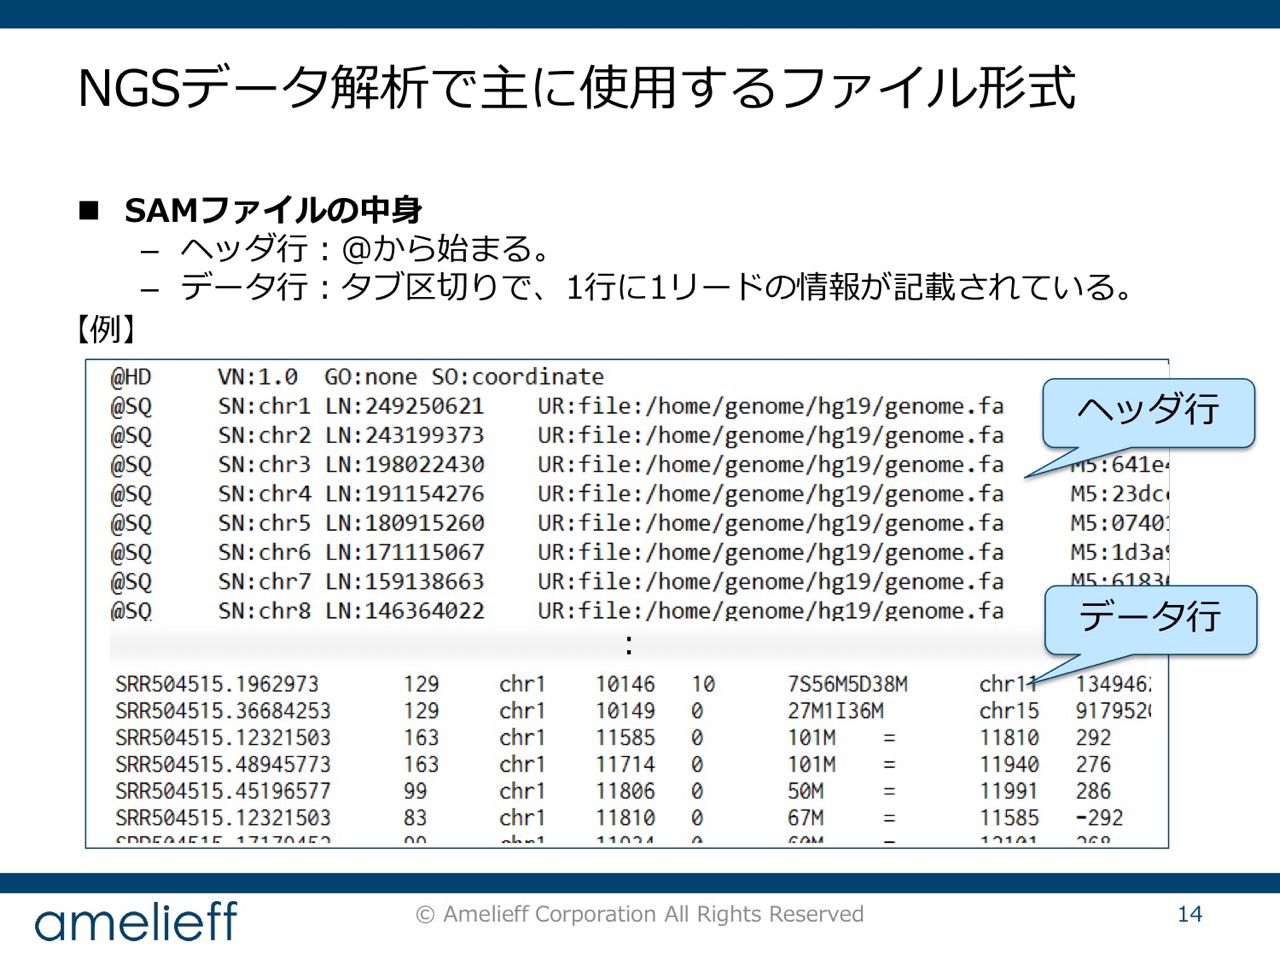 NGSデータ解析で主に使用するファイル形式
■ SAMファイルの中身
– ヘッダ行：@から始まる。
– データ行：タブ区切りで、1行に1リードの情報が記載されている。
【例】
@HD VN:1.0 GO:none SO:coordinate
@SQ SN:chr1 LN:249250621 UR:file:/home/genome/hg19/genome.fa
ヘッダ行
@SQ SN:chr2 LN:243199373 UR:file:/home/genome/hg19/genome.fa
@SQ SN:chr3 LN:198022430 UR:file:/home/genome/hg19/genome.fa M5:641e4
@SQ SN:chr4 LN:191154276 UR:file:/home/genome/hg19/genome.fa M5:23dcc
@SQ SN:chr5 LN:180915260 UR:file:/home/genome/hg19/genome.fa M5:07401
@SQ SN:chr6 LN:171115067 UR:file:/home/genome/hg19/genome.fa M5:1d3a9
@SQ SN:chr7 LN:159138663 UR:file:/home/genome/hg19/genome.fa M5:61836
@SQ SN:chr8 LN:146364022 UR:file:/home/genome/hg19/genome.fa
データ行
:
SRR504515.1962973 129 chr1 10146 10 7S56M5D38M chr11 134946
SRR504515.36684253 129 chr1 10149 0 27M1I36M chr15 917952
SRR504515.12321503 163 chr1 11585 0 101M = 11810 292
SRR504515.48945773 163 chr1 11714 0 101M = 11940 276
SRR504515.45196577 99 chr1 11806 0 50M = 11991 286
SRR504515.12321503 83 chr1 11810 0 67M = 11585 -292
amelieff
© Amelieff Corporation All Rights Reserved
14